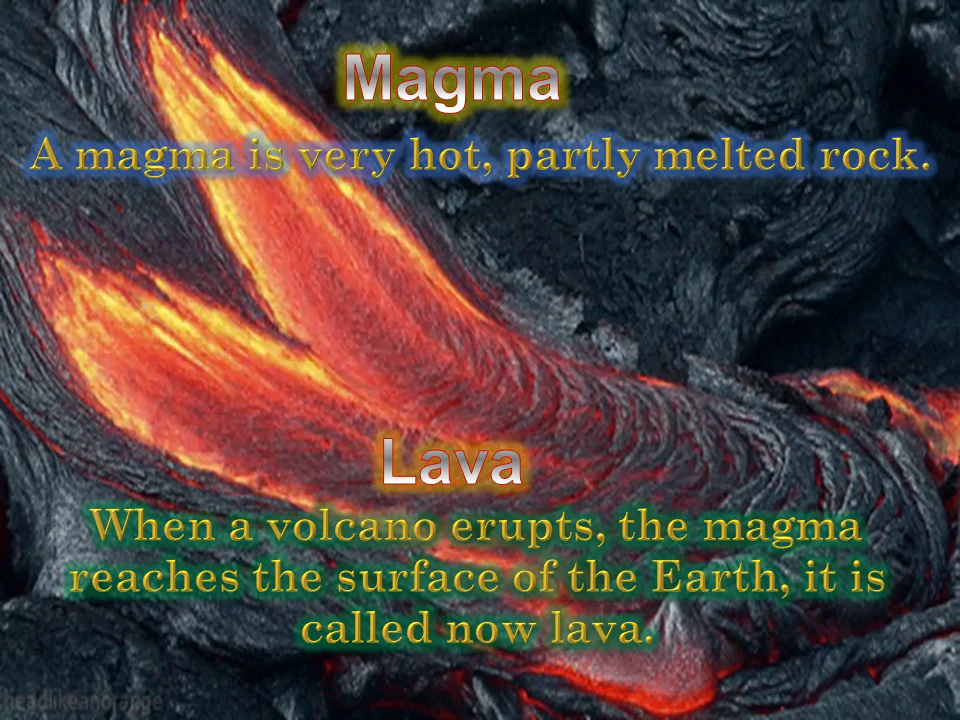 Magma
A magma is very hot, partly melted rock.
Lava
When a volcano erupts, the magma
reaches the surface of the Earth, it is
called now lava.
headlikeanorange